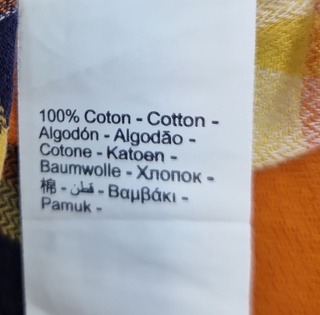 100% Coton - Cotton -
Algodón - Algodão -
Cotone - Katoen -
Baumwolle - Хлопок -
棉 - قطن - Βαμβάκι -
Pamuk -